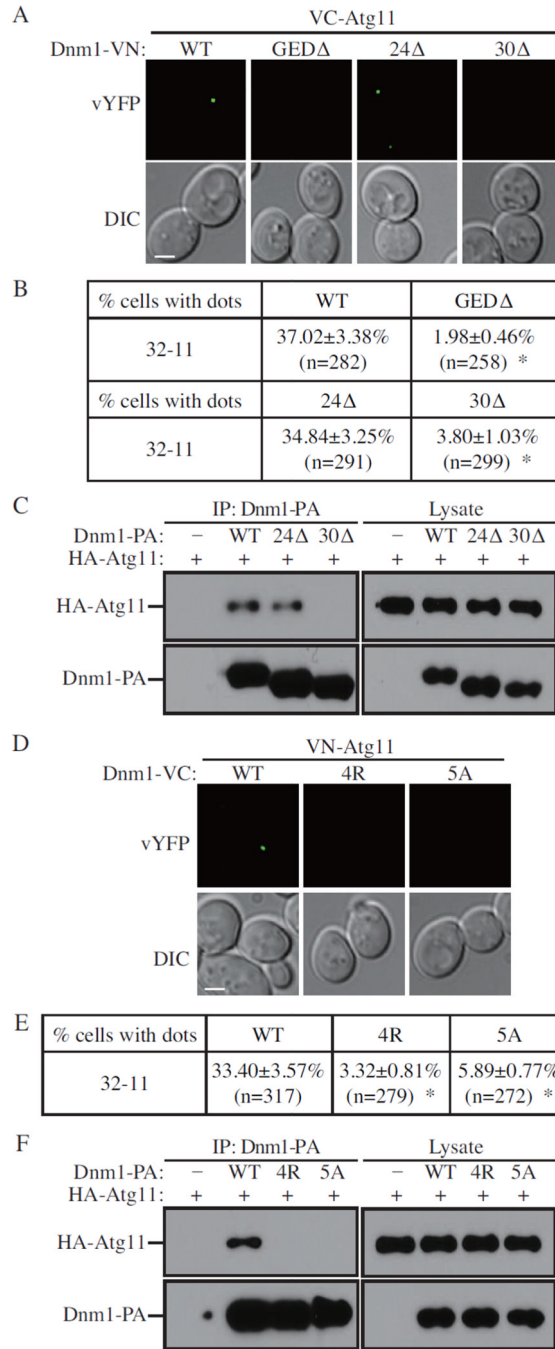 A
VC-Atg11
Dnm1-VN: WT GEDΔ 24Δ 30Δ
vYFP
DIC
B
% cells with dots WT GEDΔ
32-11 37.02±3.38% (n=282) 1.98±0.46% (n=258) *
% cells with dots 24Δ 30Δ
32-11 34.84±3.25% (n=291) 3.80±1.03% (n=299) *
C
IP: Dnm1-PA Lysate
Dnm1-PA: – WT 24Δ 30Δ – WT 24Δ 30Δ
HA-Atg11: + + + + + + + +
HA-Atg11
Dnm1-PA
D
VN-Atg11
Dnm1-VC: WT 4R 5A
vYFP
DIC
E
% cells with dots WT 4R 5A
32-11 33.40±3.57% (n=317) 3.32±0.81% (n=279) * 5.89±0.77% (n=272) *
F
IP: Dnm1-PA Lysate
Dnm1-PA: – WT 4R 5A – WT 4R 5A
HA-Atg11: + + + + + + + +
HA-Atg11
Dnm1-PA